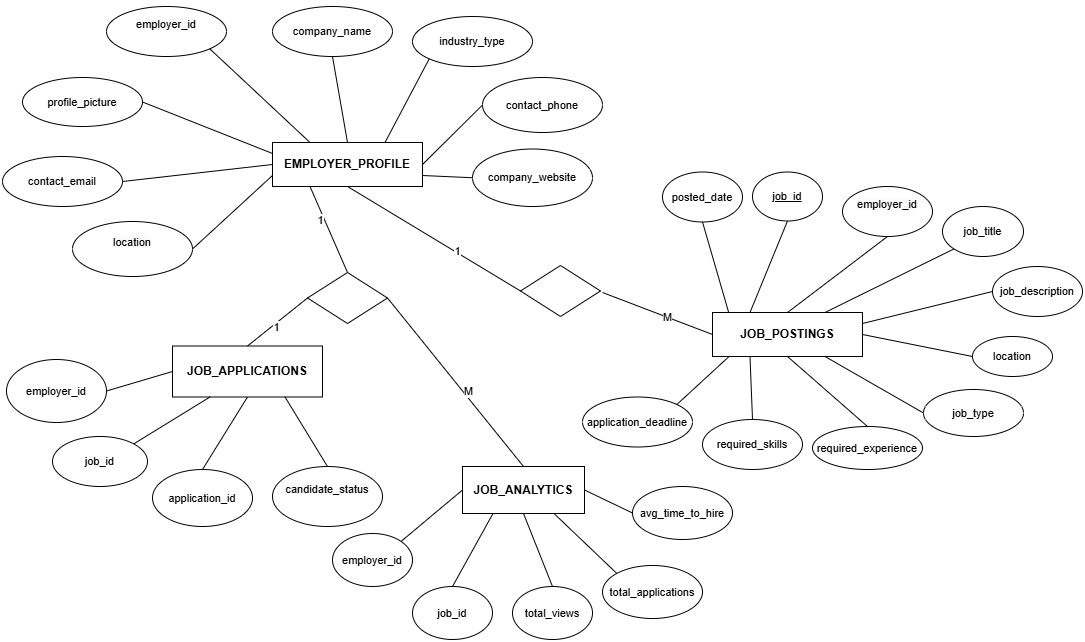 employer_id
company_name
industry_type
profile_picture
contact_phone
EMPLOYER_PROFILE
contact_email
company_website
location
1
1
M
posted_date
job_id
employer_id
job_title
job_description
JOB_POSTINGS
location
job_type
application_deadline
required_skills
required_experience
1
JOB_APPLICATIONS
employer_id
job_id
application_id
candidate_status
M
JOB_ANALYTICS
avg_time_to_hire
employer_id
job_id
total_views
total_applications